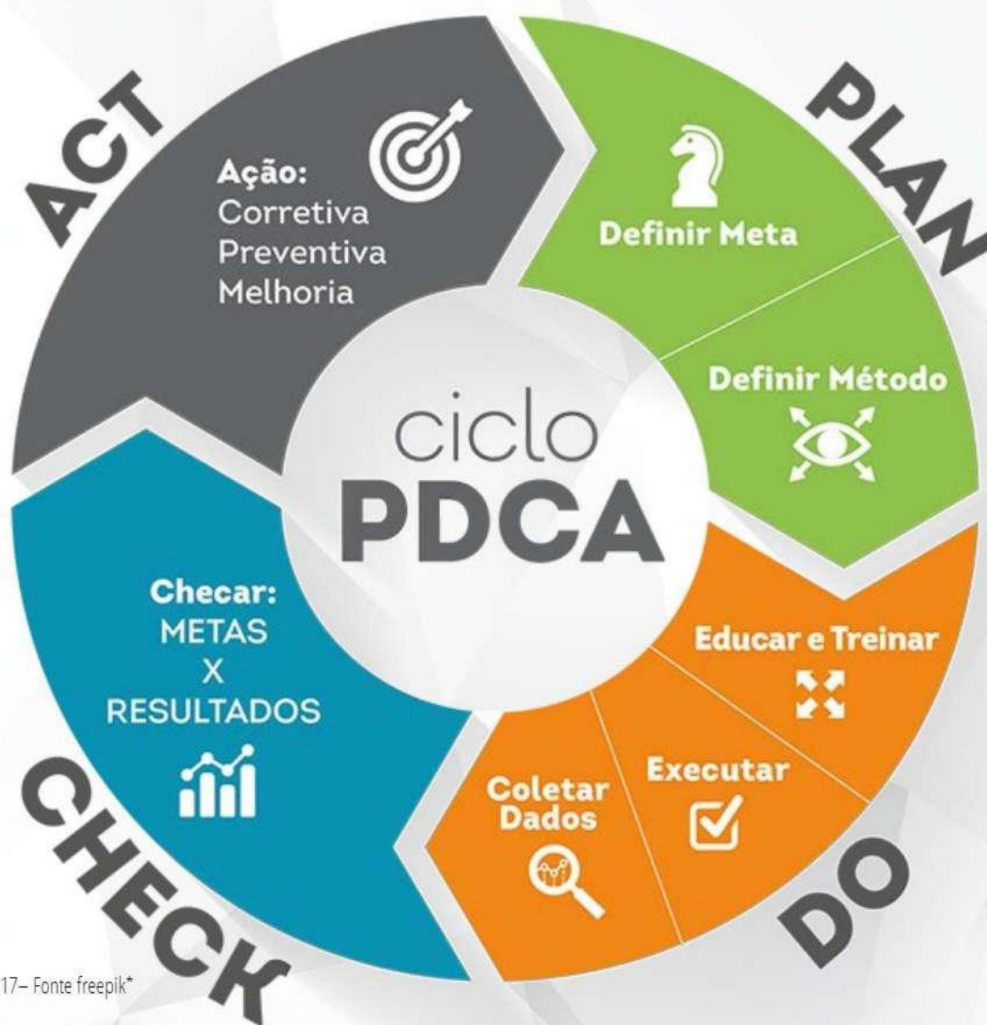 ACT
PLAN
Ação:
Corretiva
Preventiva
Melhoria
Definir Meta
Definir Método
ciclo
PDCA
Checar:
METAS
X
RESULTADOS
Educar e Treinar
Executar
Coletar
Dados
CHECK
DO
17– Fonte freepik*